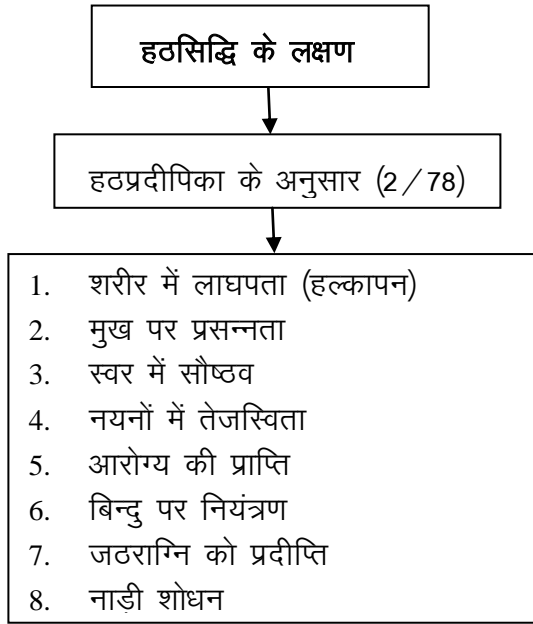 हठसिद्धि के लक्षण
हठप्रदीपिका के अनुसार (2/78)
1. शरीर में लाघपता (हल्कापन)
2. मुख पर प्रसन्नता
3. स्वर में सौष्ठव
4. नयनों में तेजस्विता
5. आरोग्य की प्राप्ति
6. बिन्दु पर नियंत्रण
7. जठराग्नि को प्रदीप्ति
8. नाड़ी शोधन